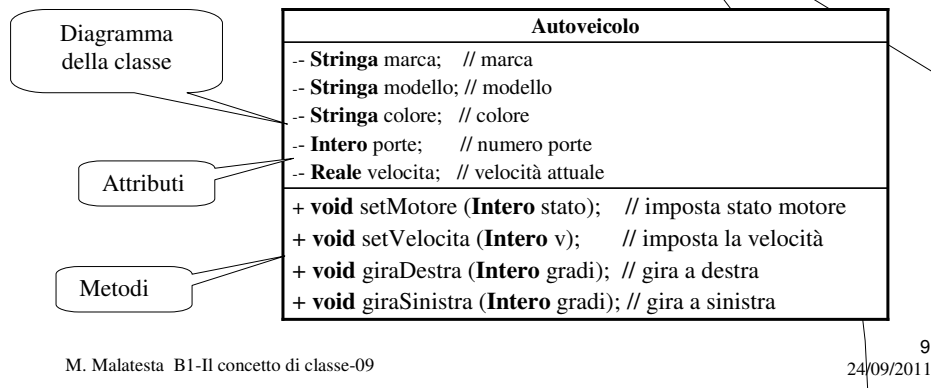 Diagramma
della classe
Autoveicolo
-- Stringa marca; // marca
-- Stringa modello; // modello
-- Stringa colore; // colore
-- Intero porte; // numero porte
-- Reale velocita; // velocità attuale
Attributi
+ void setMotore (Intero stato); // imposta stato motore
+ void setVelocita (Intero v); // imposta la velocità
+ void giraDestra (Intero gradi); // gira a destra
+ void giraSinistra (Intero gradi); // gira a sinistra
Metodi
M. Malatesta B1-Il concetto di classe-09
9
24/09/2011